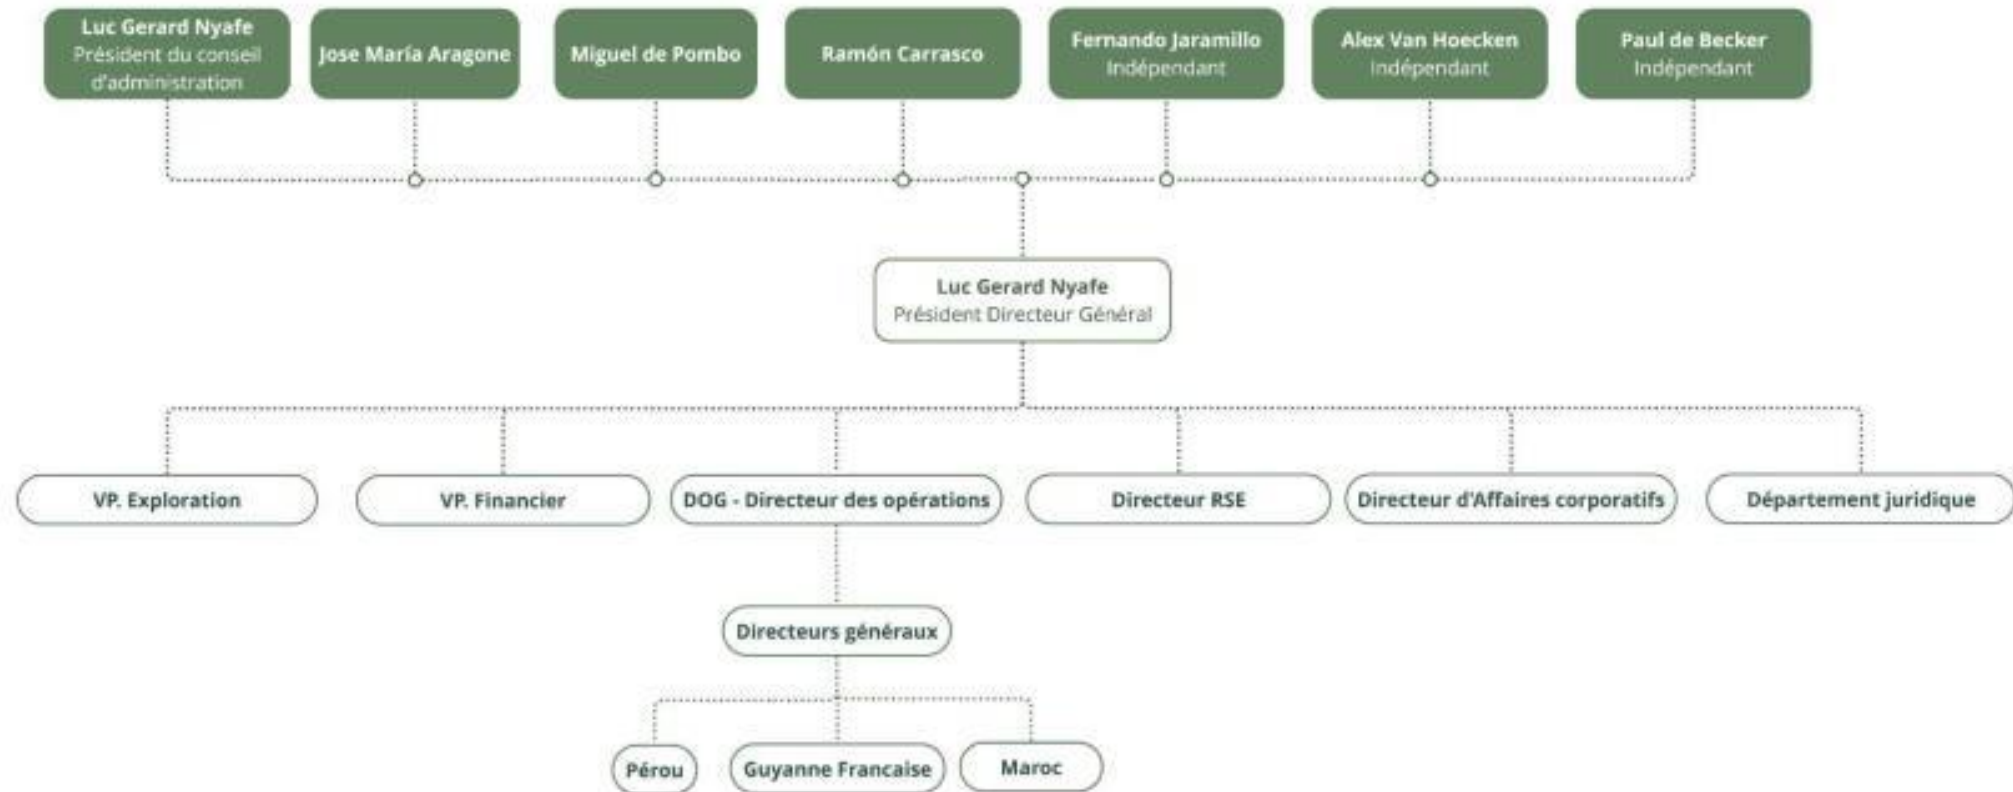 Luc Gerard Nyafe
Président du conseil
d'administration
Jose María Aragone
Miguel de Pombo
Ramón Carrasco
Fernando Jaramillo
Indépendant
Alex Van Hoecken
Indépendant
Paul de Becker
Indépendant
Luc Gerard Nyafe
Président Directeur Général
VP. Exploration
VP. Financier
DOG - Directeur des opérations
Directeur RSE
Directeur d'Affaires corporatifs
Département juridique
Directeurs généraux
Pérou
Guyanne Francaise
Maroc